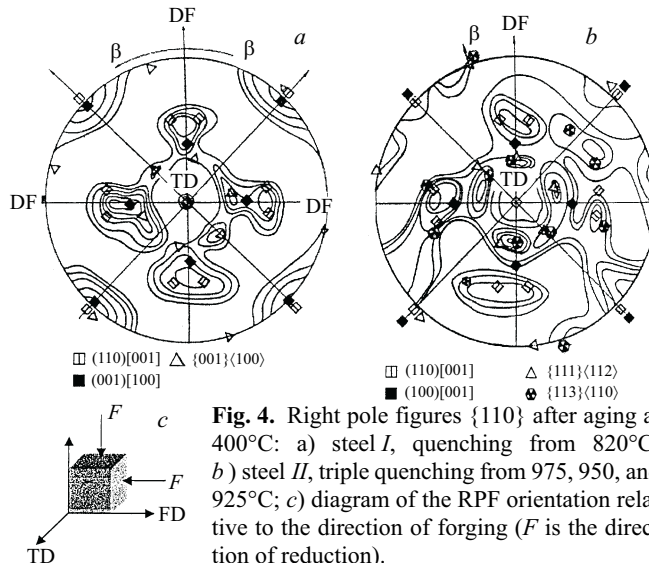 DF
β
β
a
TD
DF
DF
(110)[001]
{001}⟨100⟩
(001)[100]
DF
β
b
TD
(110)[001]
{111}⟨112⟩
(100)[001]
{113}⟨110⟩
c
F
F
FD
TD
Fig. 4. Right pole figures {110} after aging a
400°C: a) steel I, quenching from 820°C
b ) steel II, triple quenching from 975, 950, an
925°C; c) diagram of the RPF orientation rela
tive to the direction of forging (F is the direc
tion of reduction).